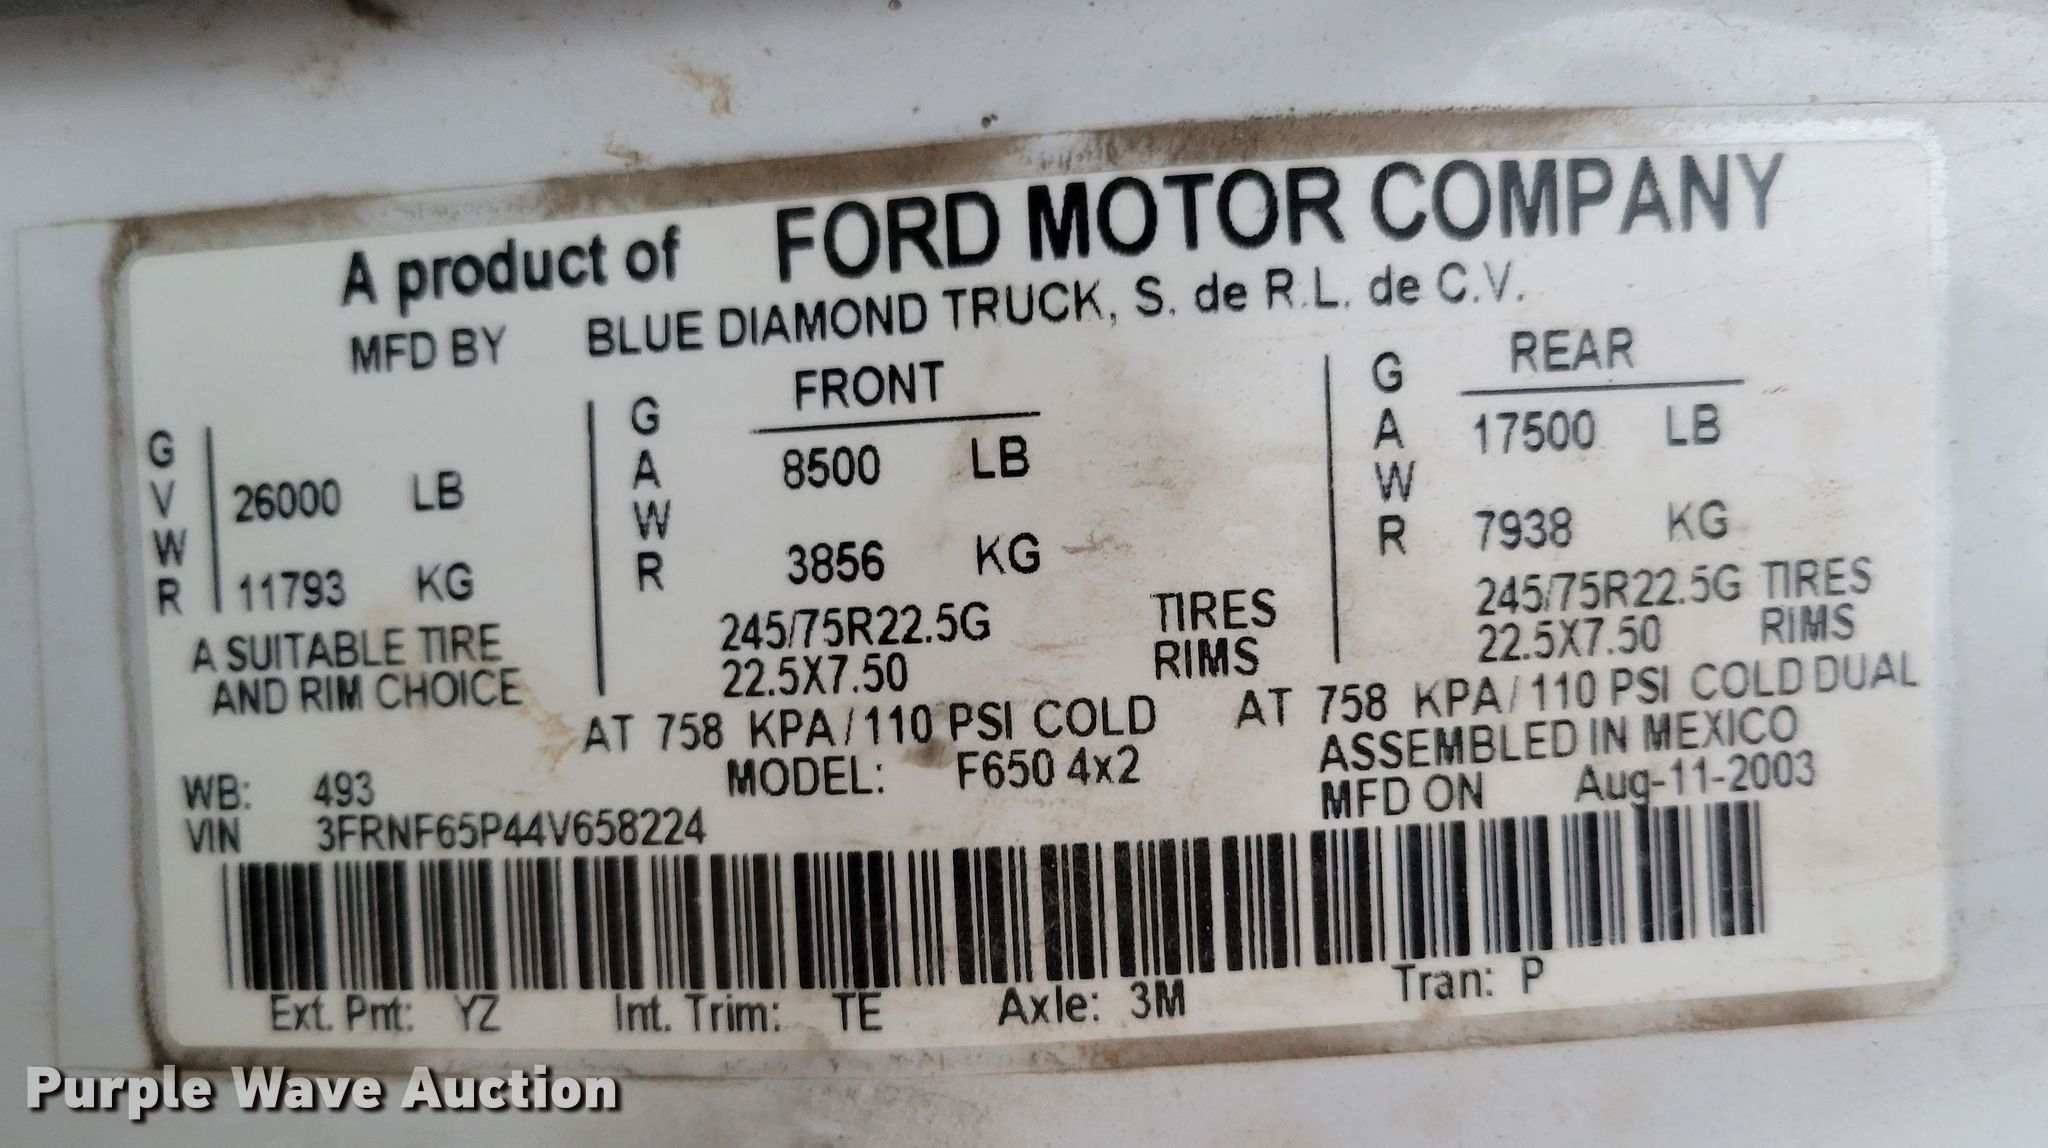 A product of FORD MOTOR COMPANY
MFD BY BLUE DIAMOND TRUCK, S. de R.L. de C.V.
GVWR 26000 LB
11793 KG
A SUITABLE TIRE
AND RIM CHOICE
FRONT
GAWR 8500 LB
3856 KG
245/75R22.5G TIRES
22.5X7.50 RIMS
AT 758 KPA/110 PSI COLD
REAR
GAWR 17500 LB
7938 KG
245/75R22.5G TIRES
22.5X7.50 RIMS
AT 758 KPA/110 PSI COLD DUAL
WB: 493
MODEL: F650 4x2
ASSEMBLED IN MEXICO
MFD ON Aug-11-2003
VIN 3FRNF65P44V658224
Ext. Pnt: YZ Int. Trim: TE Axle: 3M Tran: P
Purple Wave Auction